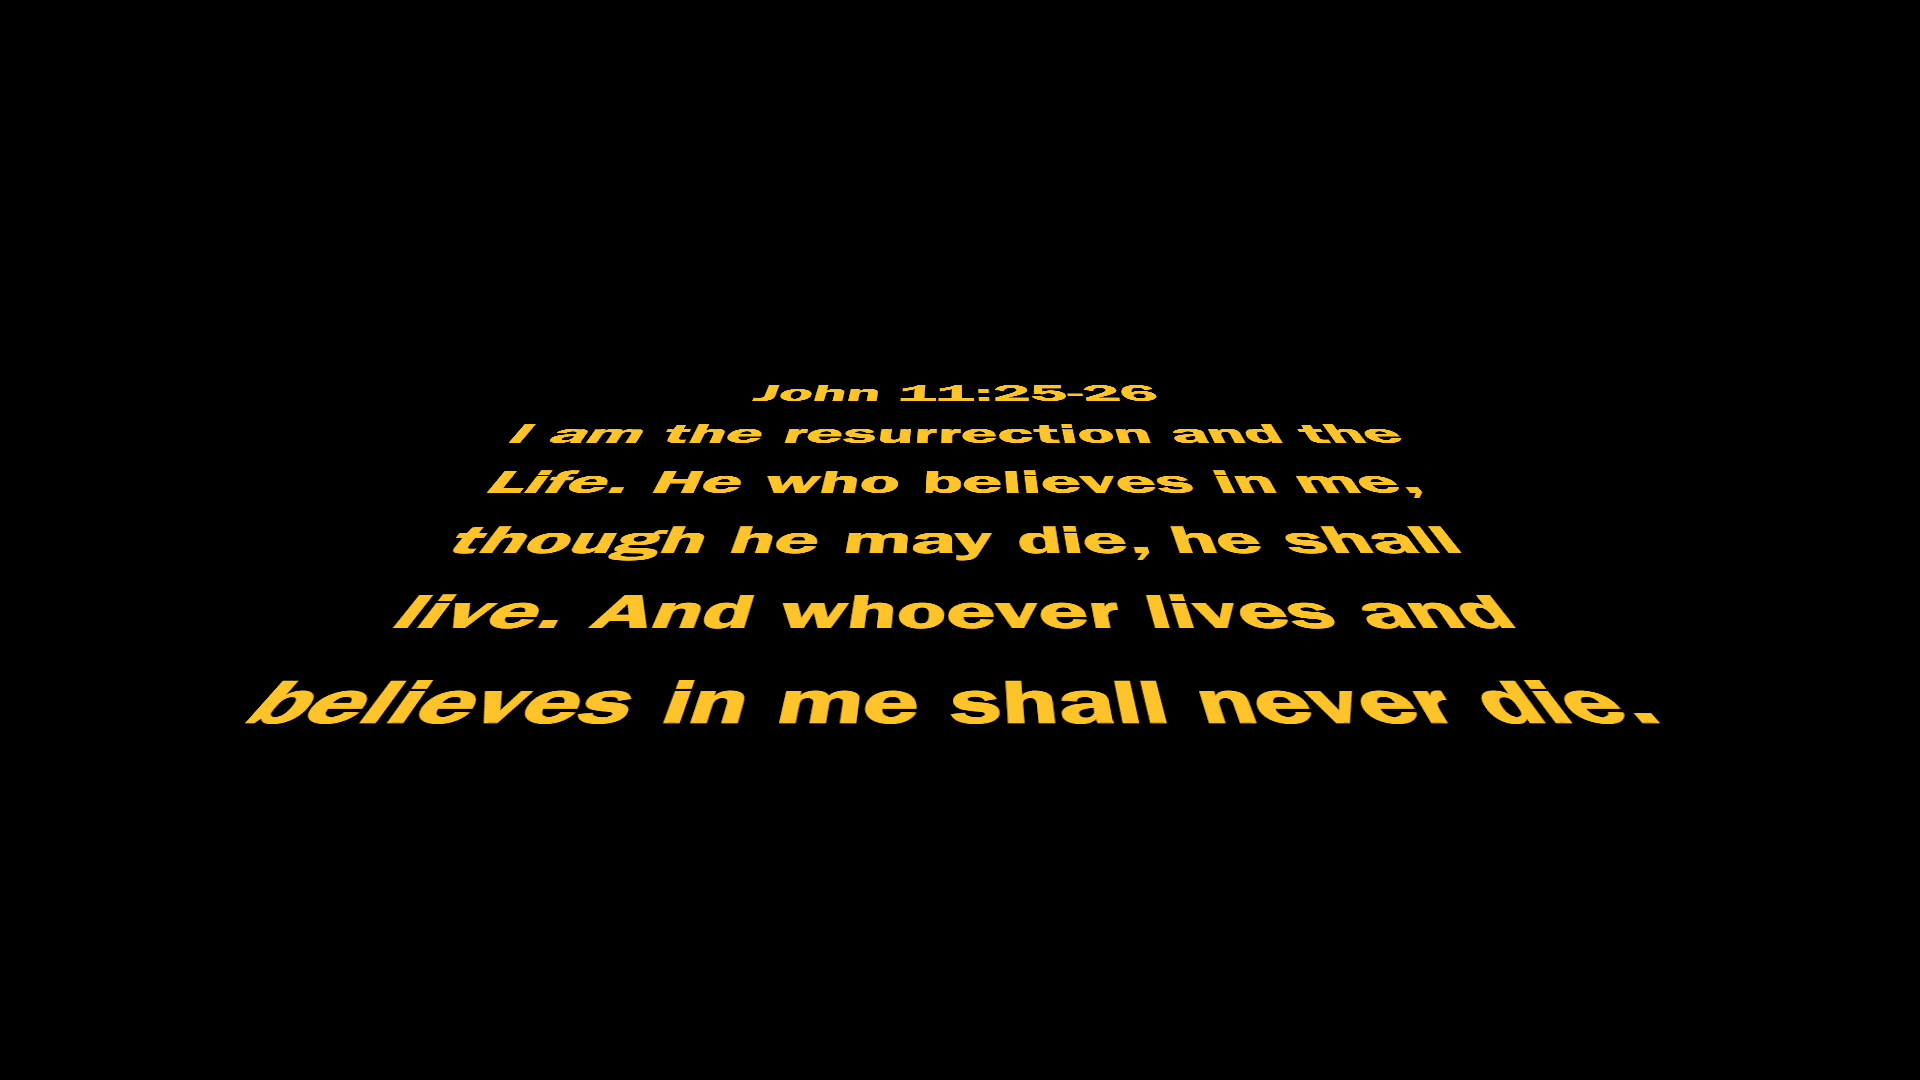 John 11:25-26
I am the resurrection and the
Life. He who believes in me,
though he may die, he shall
live. And whoever lives and
believes in me shall never die.